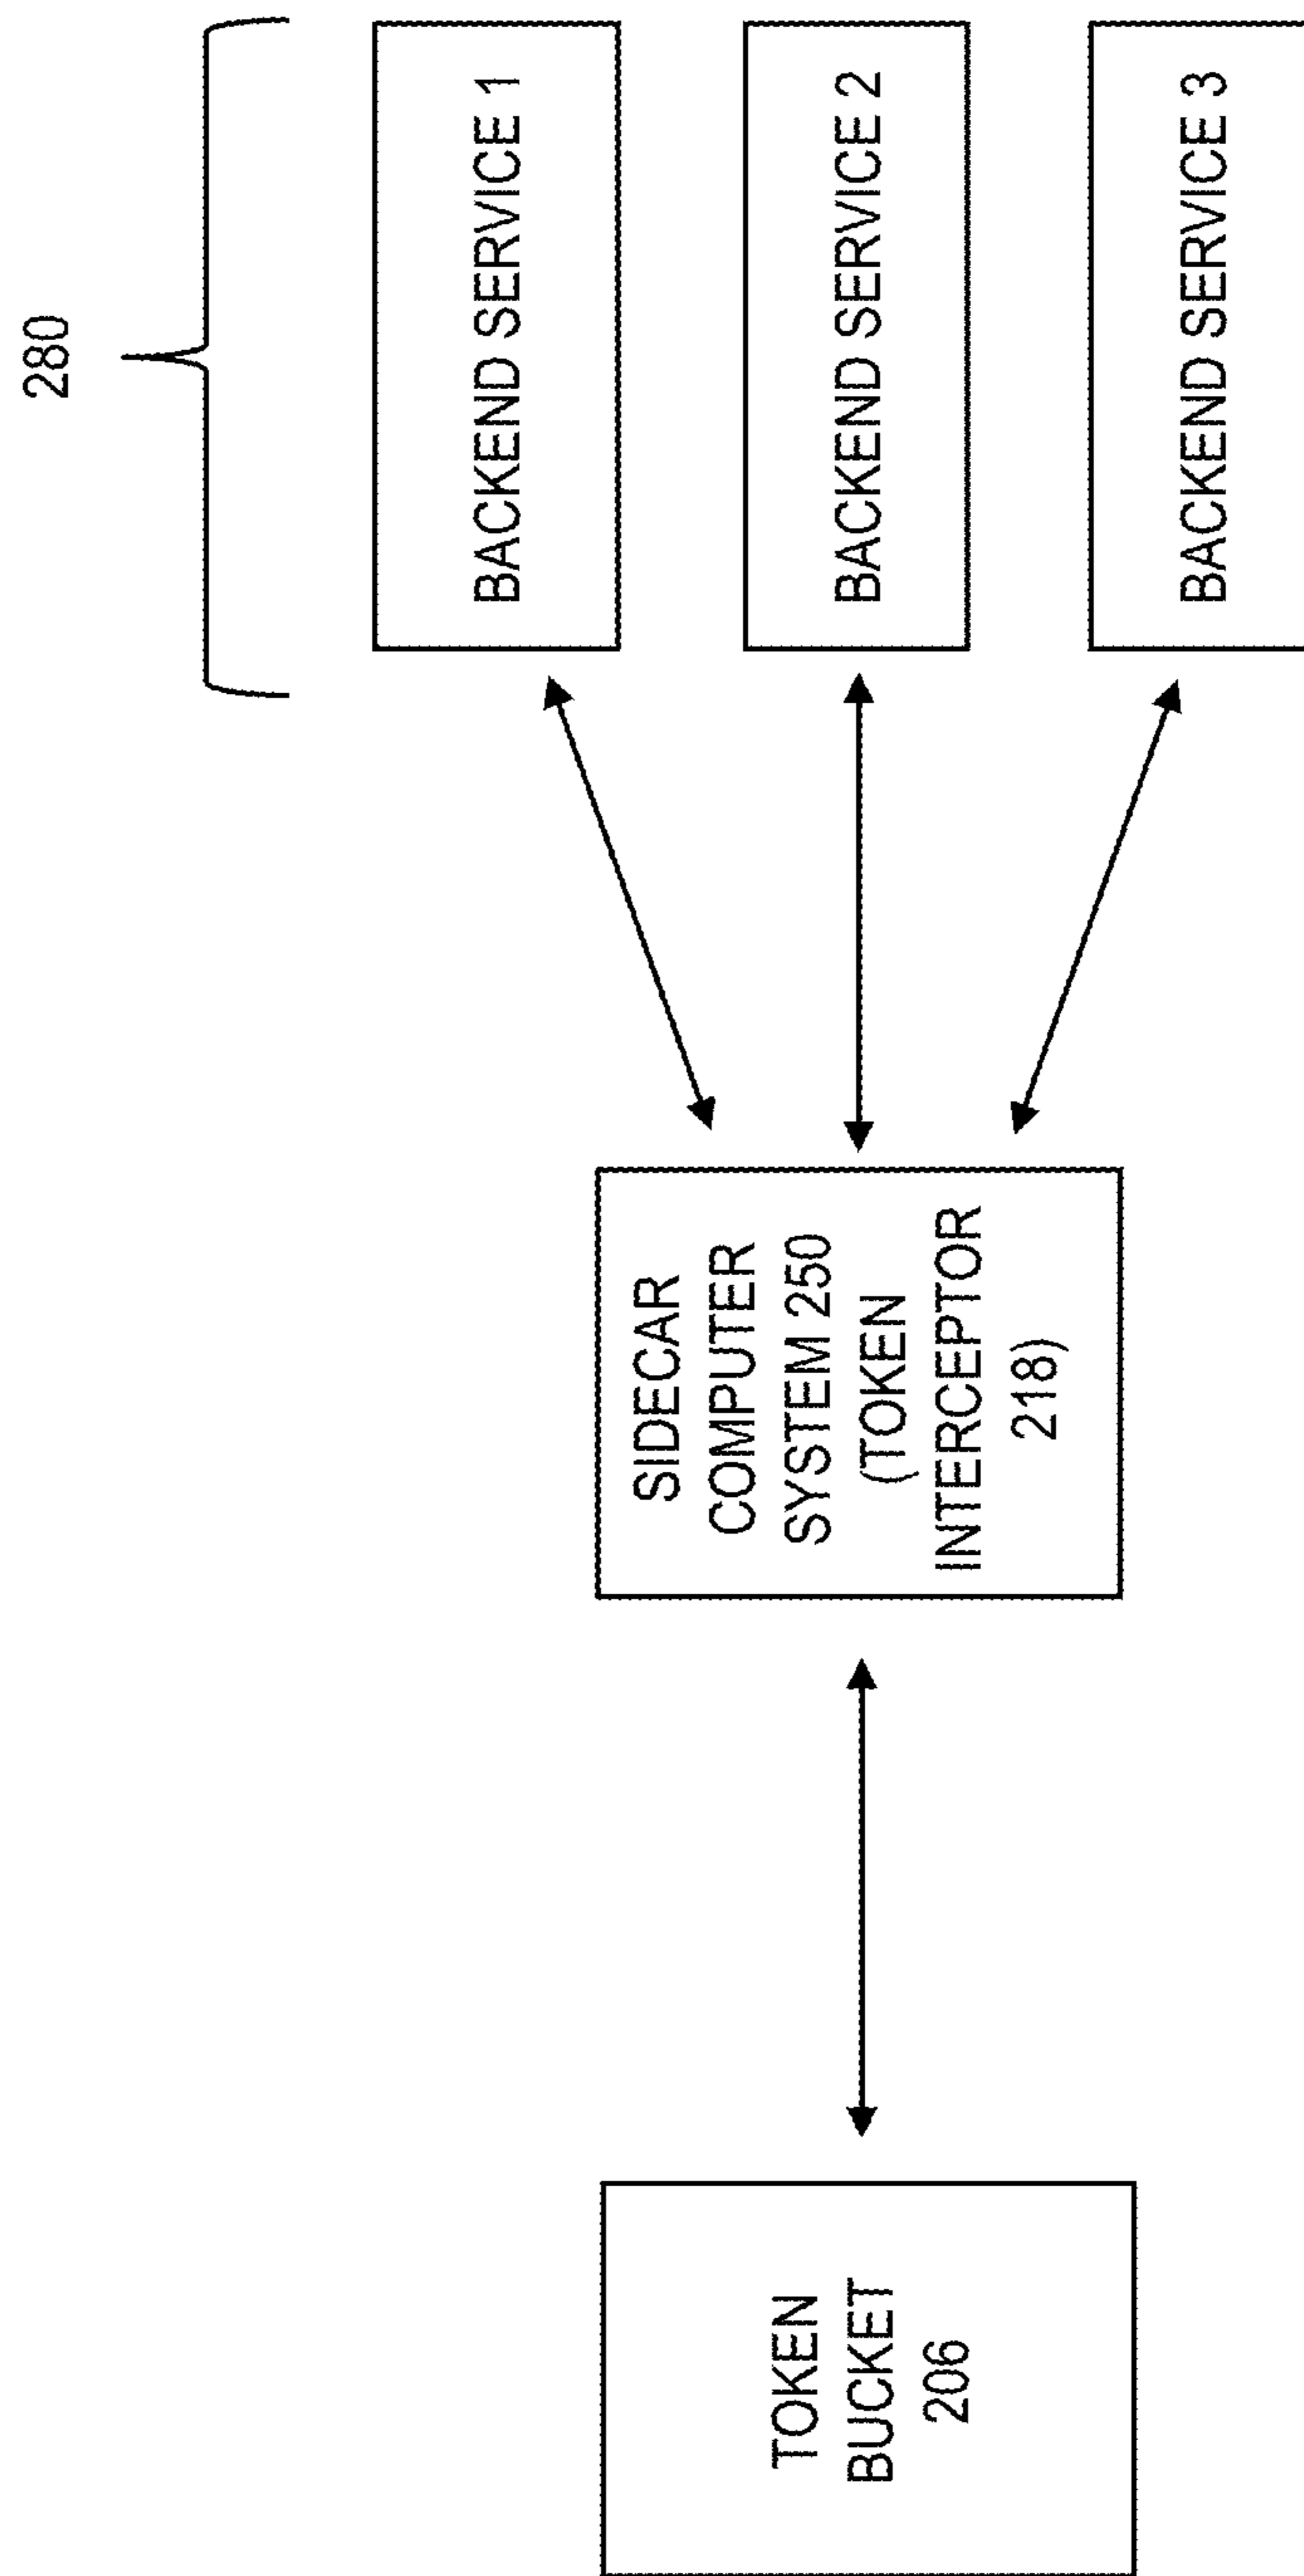 280
BACKEND SERVICE 1
BACKEND SERVICE 2
BACKEND SERVICE 3
SIDECAR
COMPUTER
SYSTEM 250
(TOKEN
INTERCEPTOR
218)
TOKEN
BUCKET
206